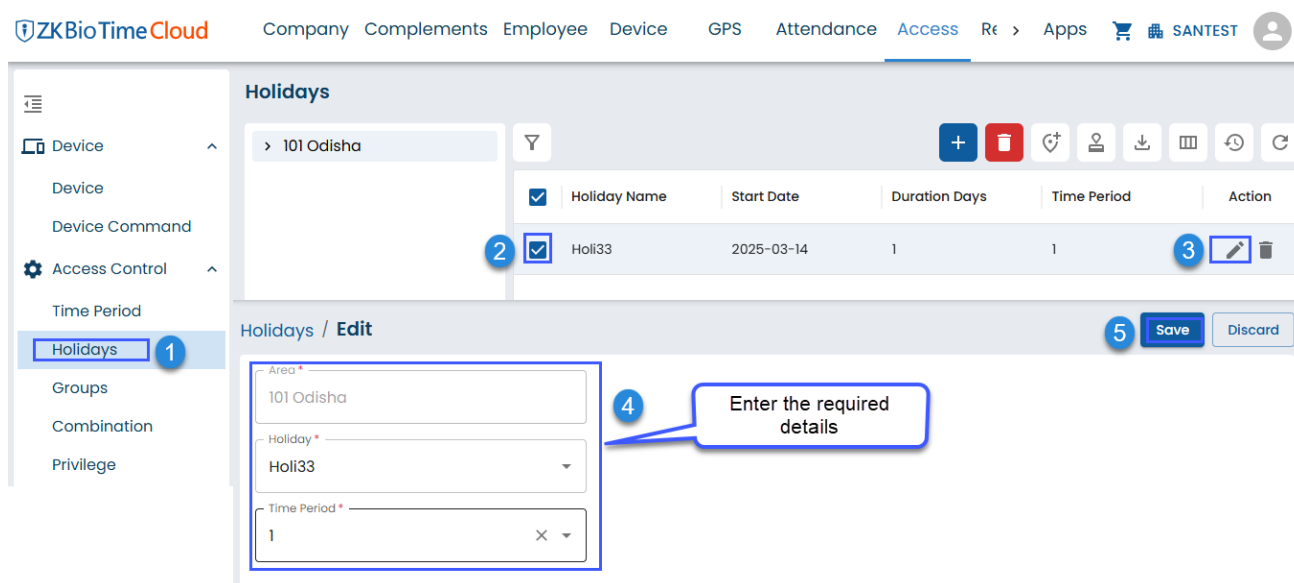 ZKBioTime Cloud
Company Complements Employee Device GPS Attendance Access Re Apps SANTEST
Holidays
Device
101 Odisha
Device
Device Command
Access Control
Time Period
Holidays 1
Groups
Combination
Privilege
Holiday Name Start Date Duration Days Time Period Action
2 Holi33 2025-03-14 1 1 3
Holidays / Edit
5 Save Discard
Area *
101 Odisha
4
Enter the required
details
Holiday *
Holi33
Time Period *
1